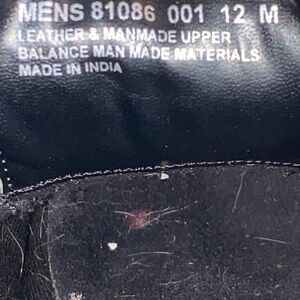 MENS 81086 001 12 M
LEATHER & MANMADE UPPER
BALANCE MAN MADE MATERIALS
MADE IN INDIA